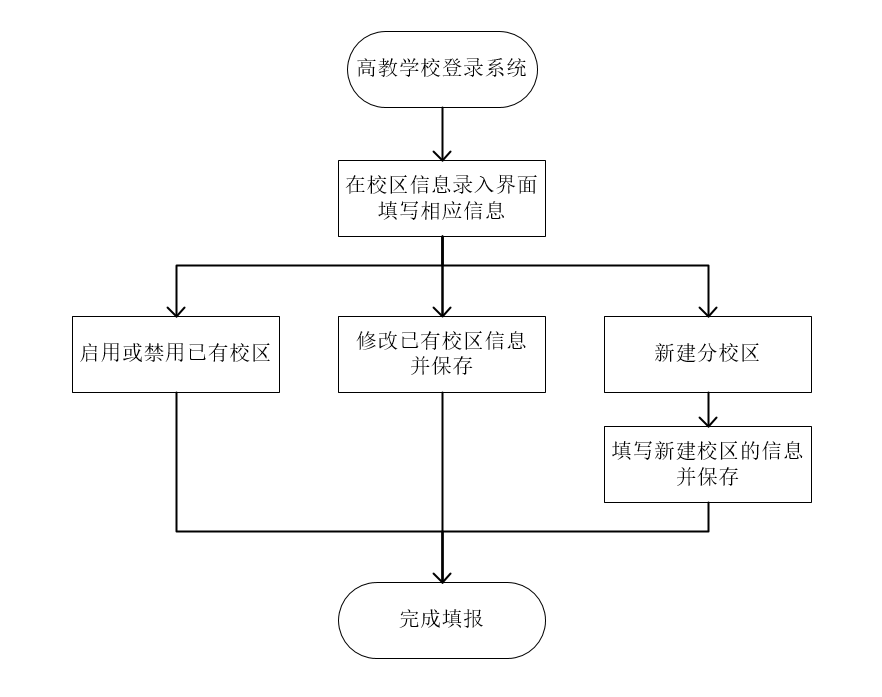 高教学校登录系统
在校区信息录入界面
填写相应信息
启用或禁用已有校区
修改已有校区信息
并保存
新建分校区
填写新建校区的信息
并保存
完成填报